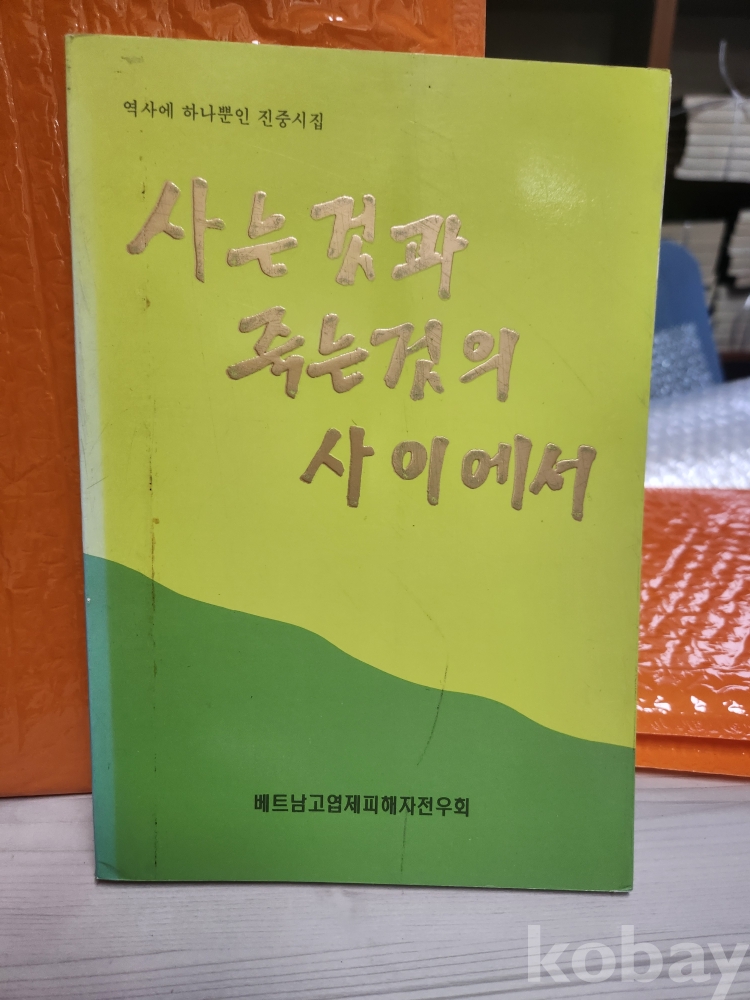 역사에 하나뿐인 진중시집
사는것과
죽는것의
사이에서
베트남고엽제피해자전우회
kobay